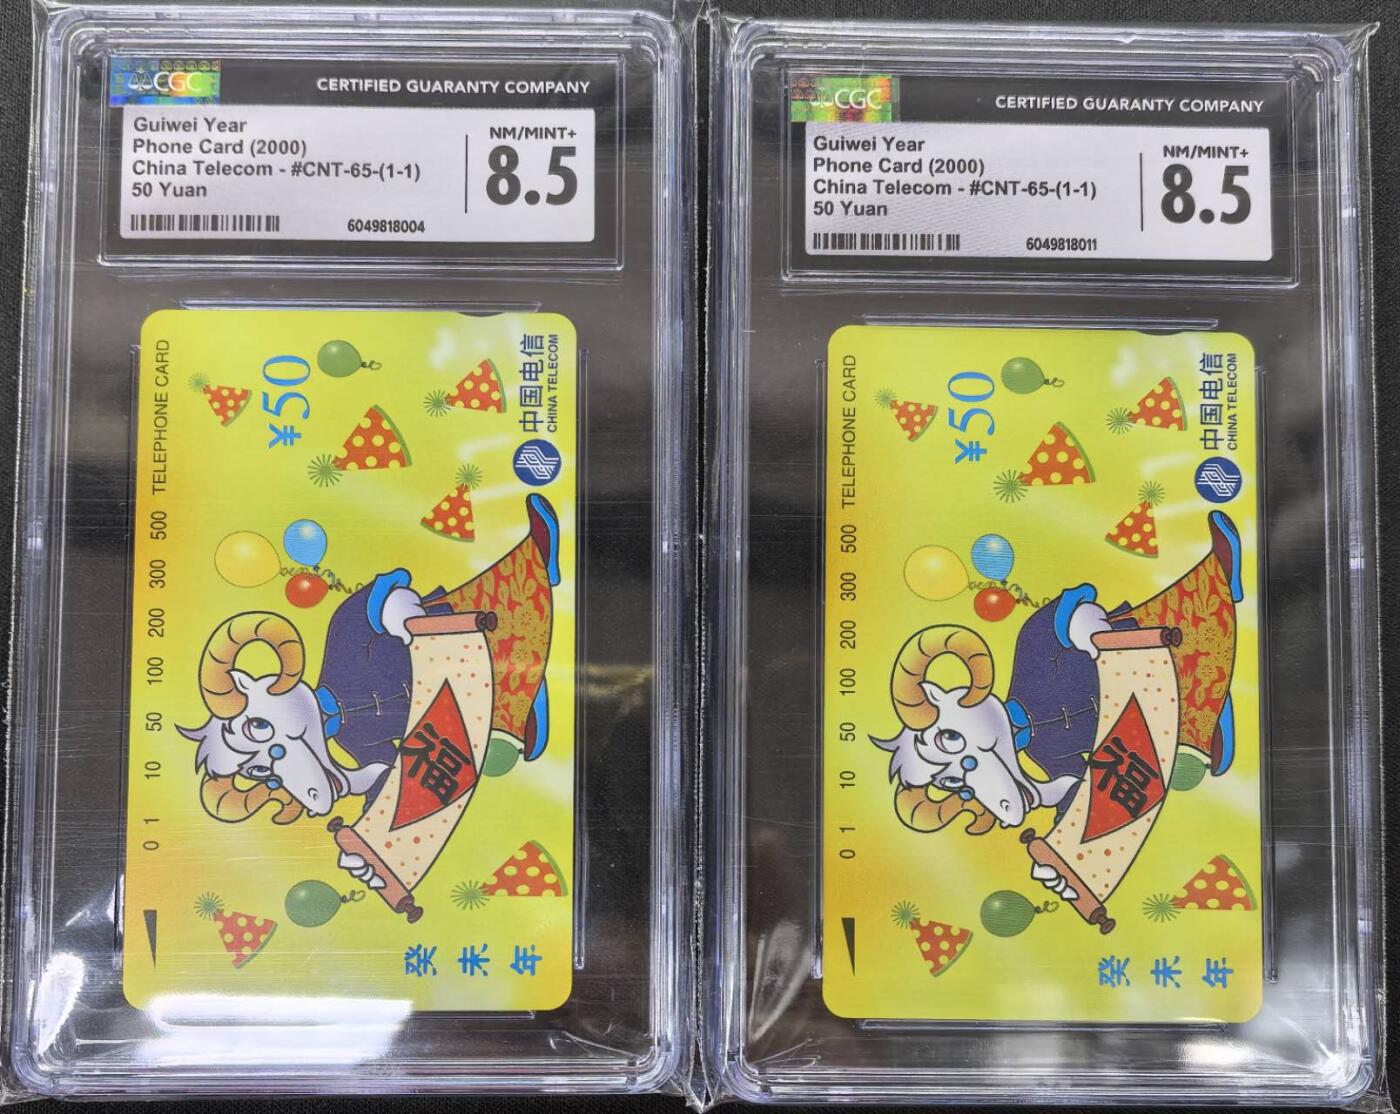 CGC
CERTIFIED GUARANTY COMPANY
Guiwei Year
Phone Card (2000)
China Telecom - #CNT-65-(1-1)
50 Yuan
NM/MINT+
8.5
6049818004
TELEPHONE CARD
0 1 10 50 100 200 300 500
¥50
中国电信
CHINA TELECOM
福
癸未年
CGC
CERTIFIED GUARANTY COMPANY
Guiwei Year
Phone Card (2000)
China Telecom - #CNT-65-(1-1)
50 Yuan
NM/MINT+
8.5
6049818011
TELEPHONE CARD
0 1 10 50 100 200 300 500
¥50
中国电信
CHINA TELECOM
福
癸未年